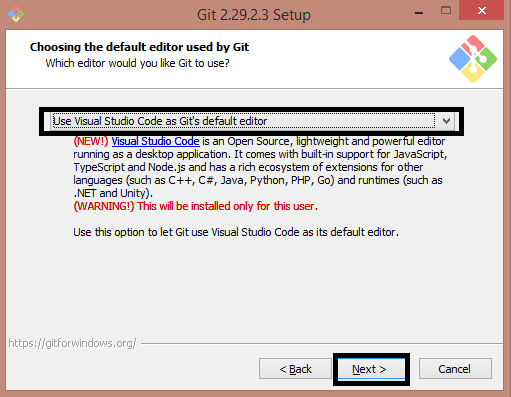 Git 2.29.2.3 Setup
Choosing the default editor used by Git
Which editor would you like Git to use?
Use Visual Studio Code as Git's default editor
(NEW!) Visual Studio Code is an Open Source, lightweight and powerful editor
running as a desktop application. It comes with built-in support for JavaScript,
TypeScript and Node.js and has a rich ecosystem of extensions for other
languages (such as C++, C#, Java, Python, PHP, Go) and runtimes (such as
.NET and Unity).
(WARNING!) This will be installed only for this user.
Use this option to let Git use Visual Studio Code as its default editor.
https://gitforwindows.org/
< Back Next > Cancel